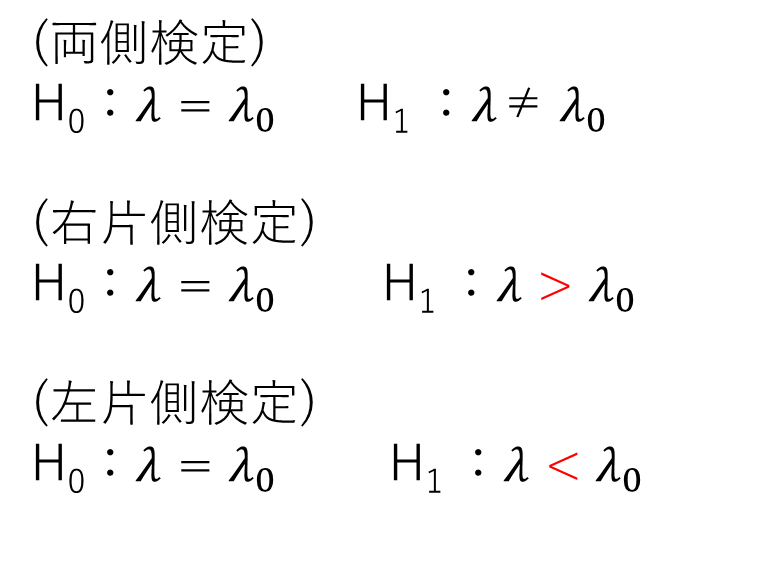 (両側検定)
H₀：λ = λ₀　H₁：λ ≠ λ₀
(右片側検定)
H₀：λ = λ₀　H₁：λ > λ₀
(左片側検定)
H₀：λ = λ₀　H₁：λ < λ₀